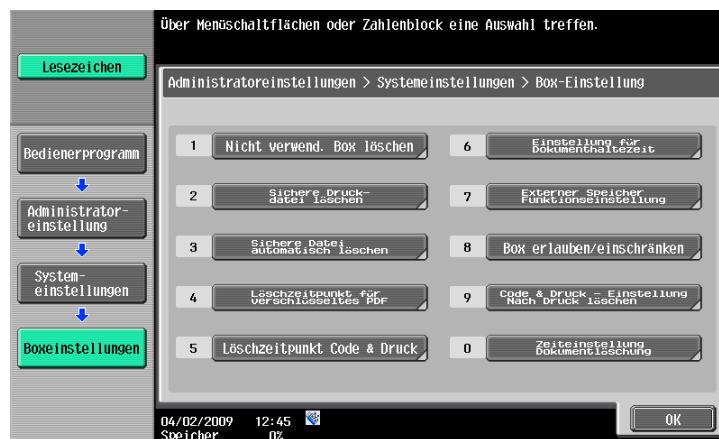 Über Menüschaltflächen oder Zahlenblock eine Auswahl treffen.
Lesezeichen
Administratoreinstellungen > Systemeinstellungen > Box-Einstellung
Bedienerprogramm
Administrator-
einstellung
System-
einstellungen
Boxeinstellungen
1 Nicht verwend. Box löschen
2 Sichere Druck-
datei löschen
3 Sichere Datei
automatisch löschen
4 Löschzeitpunkt für
verschlüsseltes PDF
5 Löschzeitpunkt Code & Druck
6 Einstellung für
Dokumenthaltezeit
7 Externer Speicher
Funktionseinstellung
8 Box erlauben/einschränken
9 Code & Druck - Einstellung
Nach Druck löschen
0 Zeiteinstellung
Dokumentlöschung
04/02/2009 12:45
Speicher 0%
OK